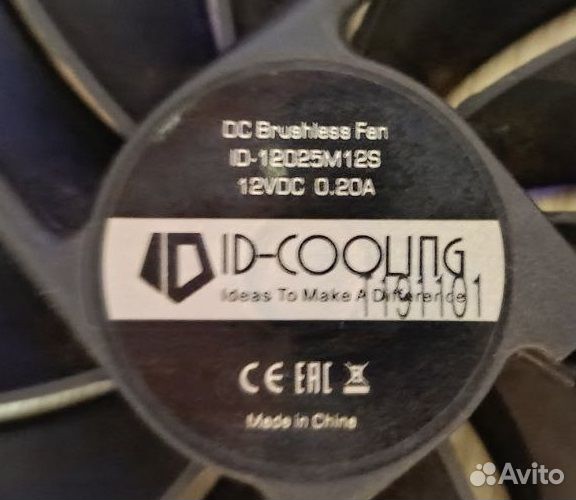 DC Brushless Fan
ID-12025M12S
12VDC 0.20A
ID ID-COOLING
Ideas To Make A Difference
1191101
CE EAC
Made in China
Avito